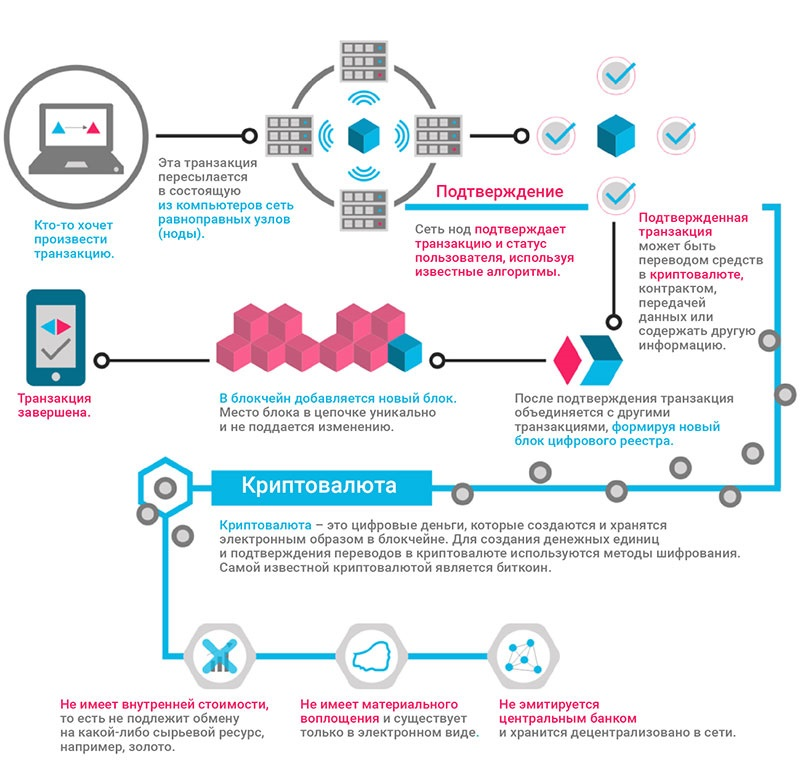 Кто-то хочет
произвести
транзакцию.
Эта транзакция
пересылается
в состоящую
из компьютеров сеть
равноправных узлов
(ноды).
Подтверждение
Сеть нод подтверждает
транзакцию и статус
пользователя, используя
известные алгоритмы.
Подтвержденная
транзакция
может быть
переводом средств
в криптовалюте,
контрактом,
передачей
данных или
содержать другую
информацию.
После подтверждения транзакция
объединяется с другими
транзакциями, формируя новый
блок цифрового реестра.
В блокчейн добавляется новый блок.
Место блока в цепочке уникально
и не поддается изменению.
Транзакция
завершена.
Криптовалюта
Криптовалюта – это цифровые деньги, которые создаются и хранятся
электронным образом в блокчейне. Для создания денежных единиц
и подтверждения переводов в криптовалюте используются методы шифрования.
Самой известной криптовалютой является биткоин.
Не имеет внутренней стоимости,
то есть не подлежит обмену
на какой-либо сырьевой ресурс,
например, золото.
Не имеет материального
воплощения и существует
только в электронном виде.
Не эмитируется
центральным банком
и хранится децентрализовано в сети.